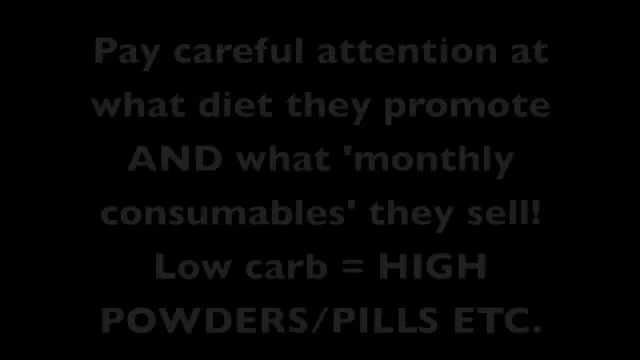 Pay careful attention at
what diet they promote
AND what 'monthly
consumables' they sell!
Low carb = HIGH
POWDERS/PILLS ETC.